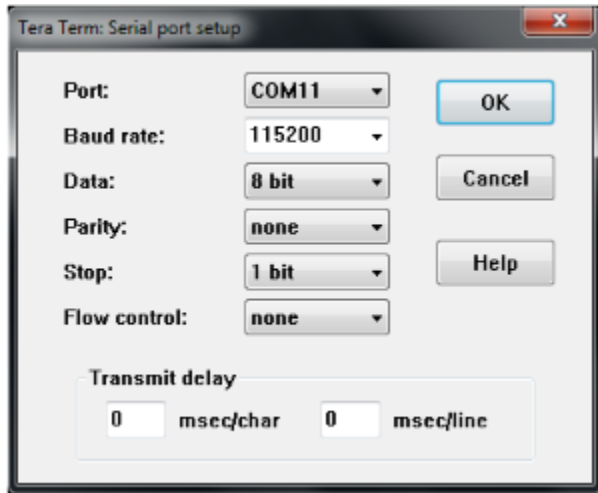 Tera Term: Serial port setup
Port: COM11 OK
Baud rate: 115200
Data: 8 bit Cancel
Parity: none
Stop: 1 bit Help
Flow control: none
Transmit delay
0 msec/char 0 msec/line